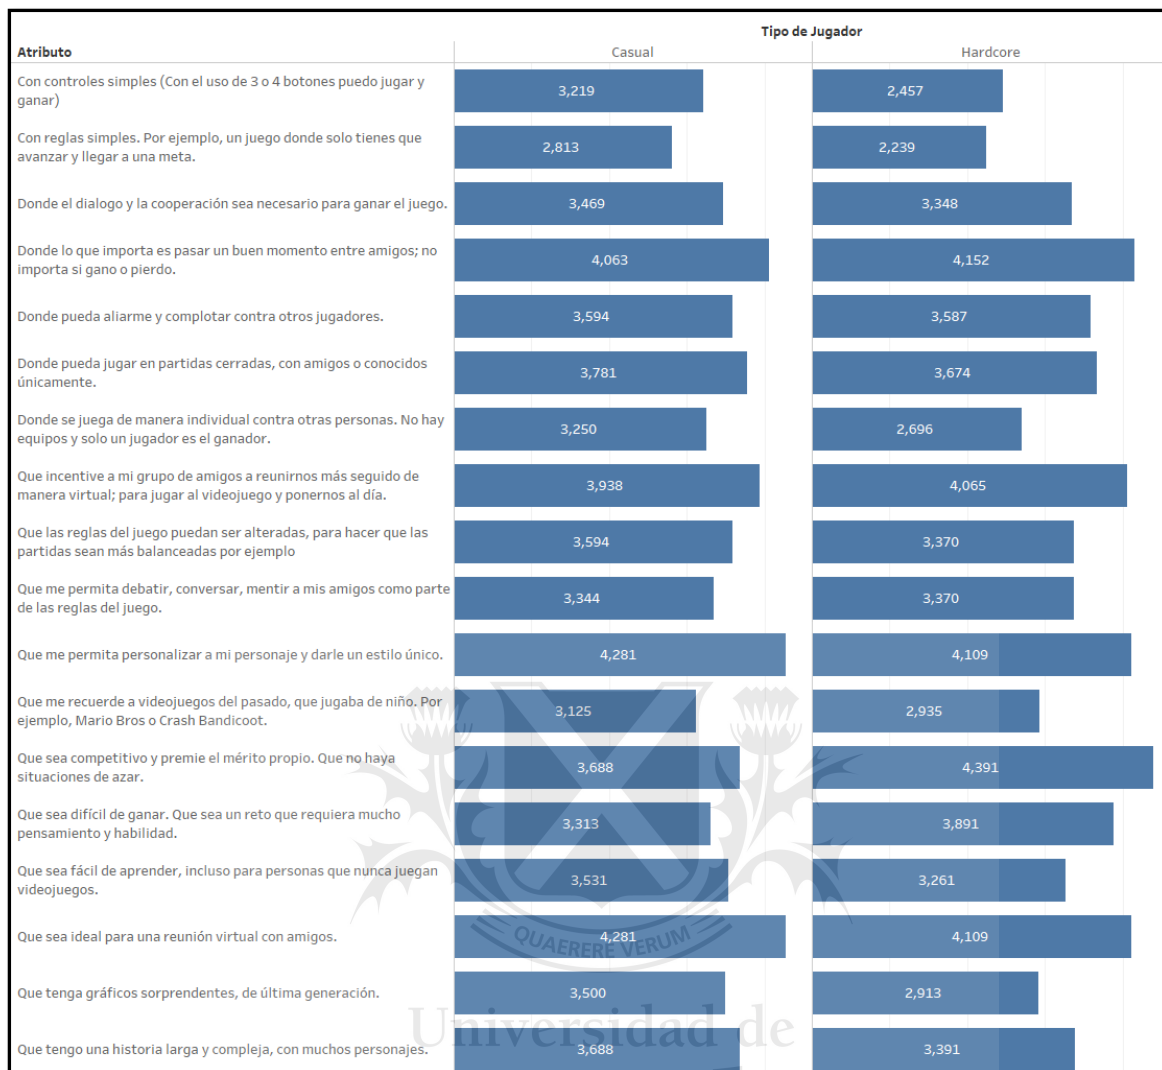 Tipo de Jugador
Atributo Casual Hardcore
Con controles simples (Con el uso de 3 o 4 botones puedo jugar y
ganar)
3,219 2,457
Con reglas simples. Por ejemplo, un juego donde solo tienes que
avanzar y llegar a una meta.
2,813 2,239
Donde el dialogo y la cooperación sea necesario para ganar el juego.
3,469 3,348
Donde lo que importa es pasar un buen momento entre amigos; no
importa si gano o pierdo.
4,063 4,152
Donde pueda aliarme y complotar contra otros jugadores.
3,594 3,587
Donde pueda jugar en partidas cerradas, con amigos o conocidos
únicamente.
3,781 3,674
Donde se juega de manera individual contra otras personas. No hay
equipos y solo un jugador es el ganador.
3,250 2,696
Que incentive a mi grupo de amigos a reunirnos más seguido de
manera virtual; para jugar al videojuego y ponernos al día.
3,938 4,065
Que las reglas del juego puedan ser alteradas, para hacer que las
partidas sean más balanceadas por ejemplo
3,594 3,370
Que me permita debatir, conversar, mentir a mis amigos como parte
de las reglas del juego.
3,344 3,370
Que me permita personalizar a mi personaje y darle un estilo único.
4,281 4,109
Que me recuerde a videojuegos del pasado, que jugaba de niño. Por
ejemplo, Mario Bros o Crash Bandicoot.
3,125 2,935
Que sea competitivo y premie el mérito propio. Que no haya
situaciones de azar.
3,688 4,391
Que sea difícil de ganar. Que sea un reto que requiera mucho
pensamiento y habilidad.
3,313 3,891
Que sea fácil de aprender, incluso para personas que nunca juegan
videojuegos.
3,531 3,261
Que sea ideal para una reunión virtual con amigos.
4,281 4,109
QUAERERE VERUM
Que tenga gráficos sorprendentes, de última generación.
3,500 2,913
Universidad de
Que tengo una historia larga y compleja, con muchos personajes.
3,688 3,391